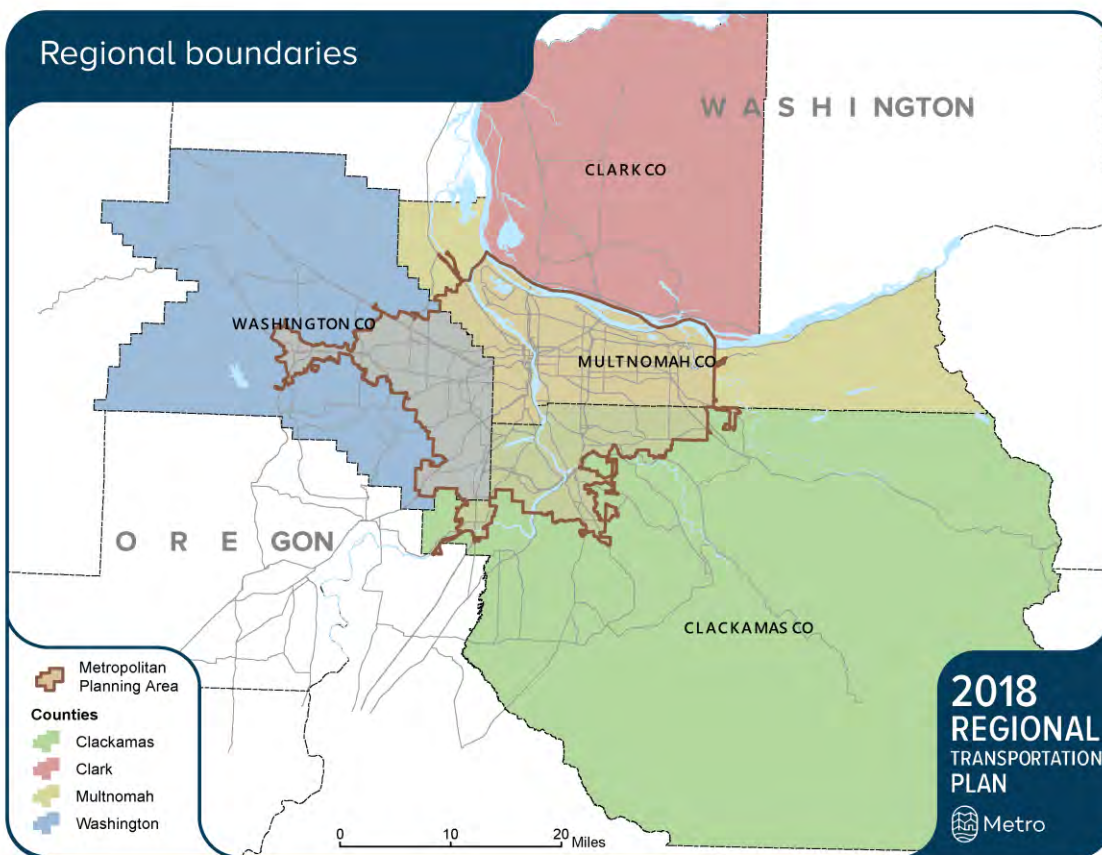 Regional boundaries
WASHINGTON
CLARK CO
WASHINGTON CO
MULTNOMAH CO
OREGON
CLACKAMAS CO
Metropolitan
Planning Area
Counties
Clackamas
Clark
Multnomah
Washington
0 10 20
Miles
2018
REGIONAL
TRANSPORTATION
PLAN
Metro